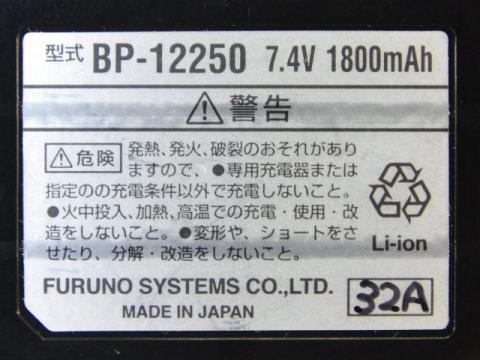 型式 BP-12250 7.4V 1800mAh
警告
危険 発熱、発火、破裂のおそれがあり
ますので、●専用充電器または
指定のの充電条件以外で充電しないこと。
●火中投入、加熱、高温での充電・使用・改
造をしないこと。●変形や、ショートをさ
せたり、分解・改造をしないこと。
Li-ion
FURUNO SYSTEMS CO.,LTD.
MADE IN JAPAN
32A